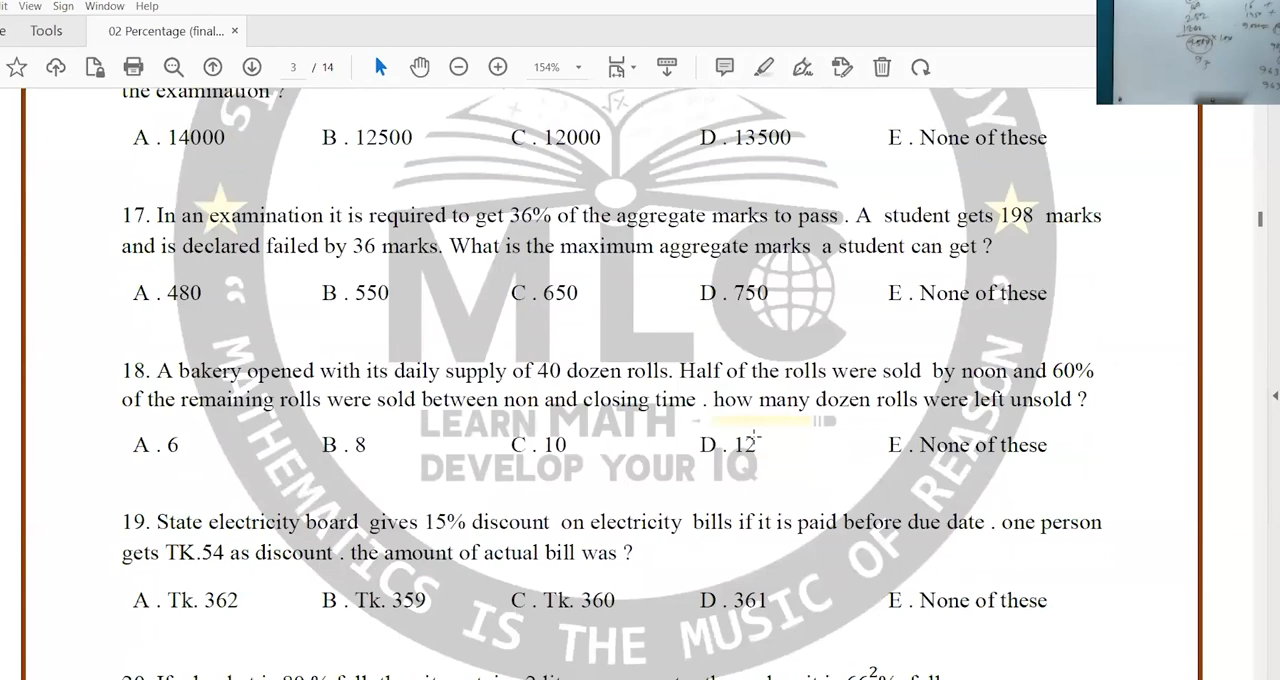 it View Sign Window Help
e Tools 02 Percentage (final... ×
3 / 14 154%
the examination ?
A . 14000 B . 12500 C . 12000 D . 13500 E . None of these
17. In an examination it is required to get 36% of the aggregate marks to pass . A student gets 198 marks
and is declared failed by 36 marks. What is the maximum aggregate marks a student can get ?
A . 480 B . 550 C . 650 D . 750 E . None of these
18. A bakery opened with its daily supply of 40 dozen rolls. Half of the rolls were sold by noon and 60%
of the remaining rolls were sold between non and closing time . how many dozen rolls were left unsold ?
A . 6 B . 8 C . 10 D . 12 E . None of these
19. State electricity board gives 15% discount on electricity bills if it is paid before due date . one person
gets TK.54 as discount . the amount of actual bill was ?
A . Tk. 362 B . Tk. 359 C . Tk. 360 D . 361 E . None of these
MLC
LEARN MATH -
DEVELOP YOUR IQ
“ MATHEMATICS IS THE MUSIC OF REASON ”